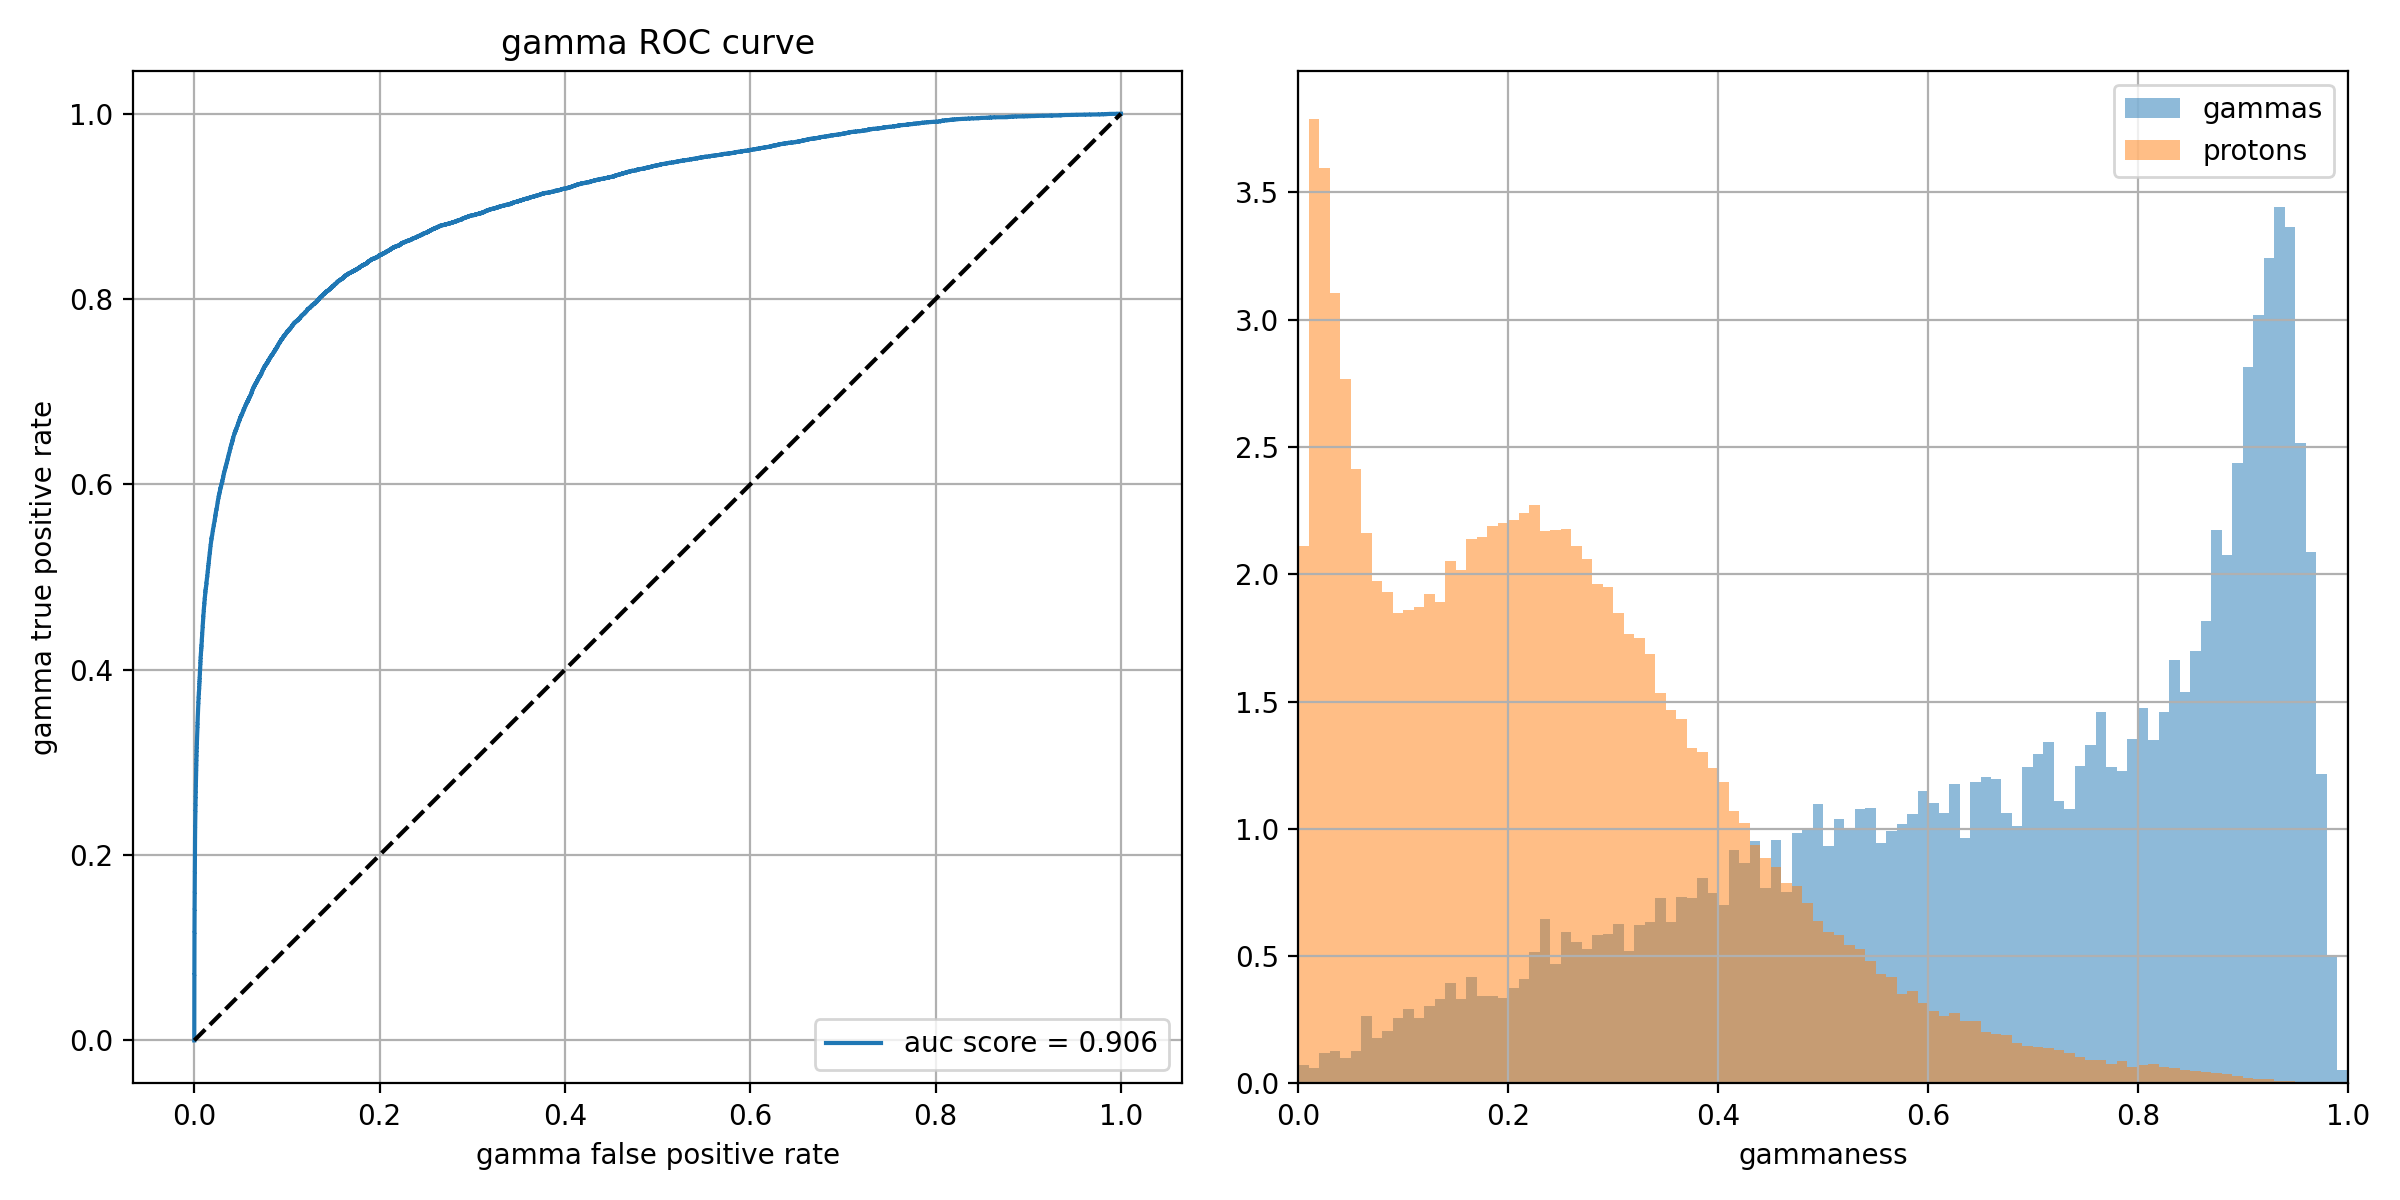 gamma ROC curve
gamma true positive rate
1.0
0.8
0.6
0.4
0.2
0.0
auc score = 0.906
0.0 0.2 0.4 0.6 0.8 1.0
gamma false positive rate
gammas
protons
3.5
3.0
2.5
2.0
1.5
1.0
0.5
0.0
0.0 0.2 0.4 0.6 0.8 1.0
gammaness